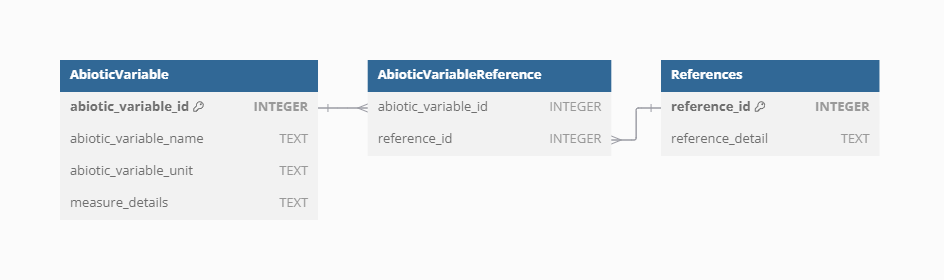 AbioticVariable
abiotic_variable_id INTEGER
abiotic_variable_name TEXT
abiotic_variable_unit TEXT
measure_details TEXT
AbioticVariableReference
abiotic_variable_id INTEGER
reference_id INTEGER
References
reference_id INTEGER
reference_detail TEXT